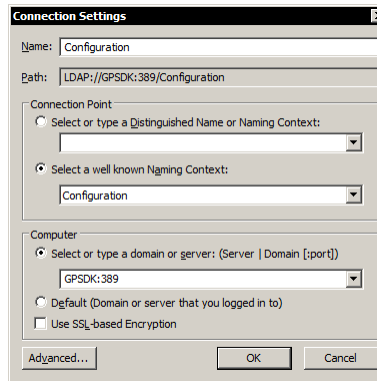 Connection Settings
Name: Configuration
Path: LDAP://GPSDK:389/Configuration
Connection Point
Select or type a Distinguished Name or Naming Context:
Select a well known Naming Context:
Configuration
Computer
Select or type a domain or server: (Server | Domain [:port])
GPSDK:389
Default (Domain or server that you logged in to)
Use SSL-based Encryption
Advanced...
OK
Cancel